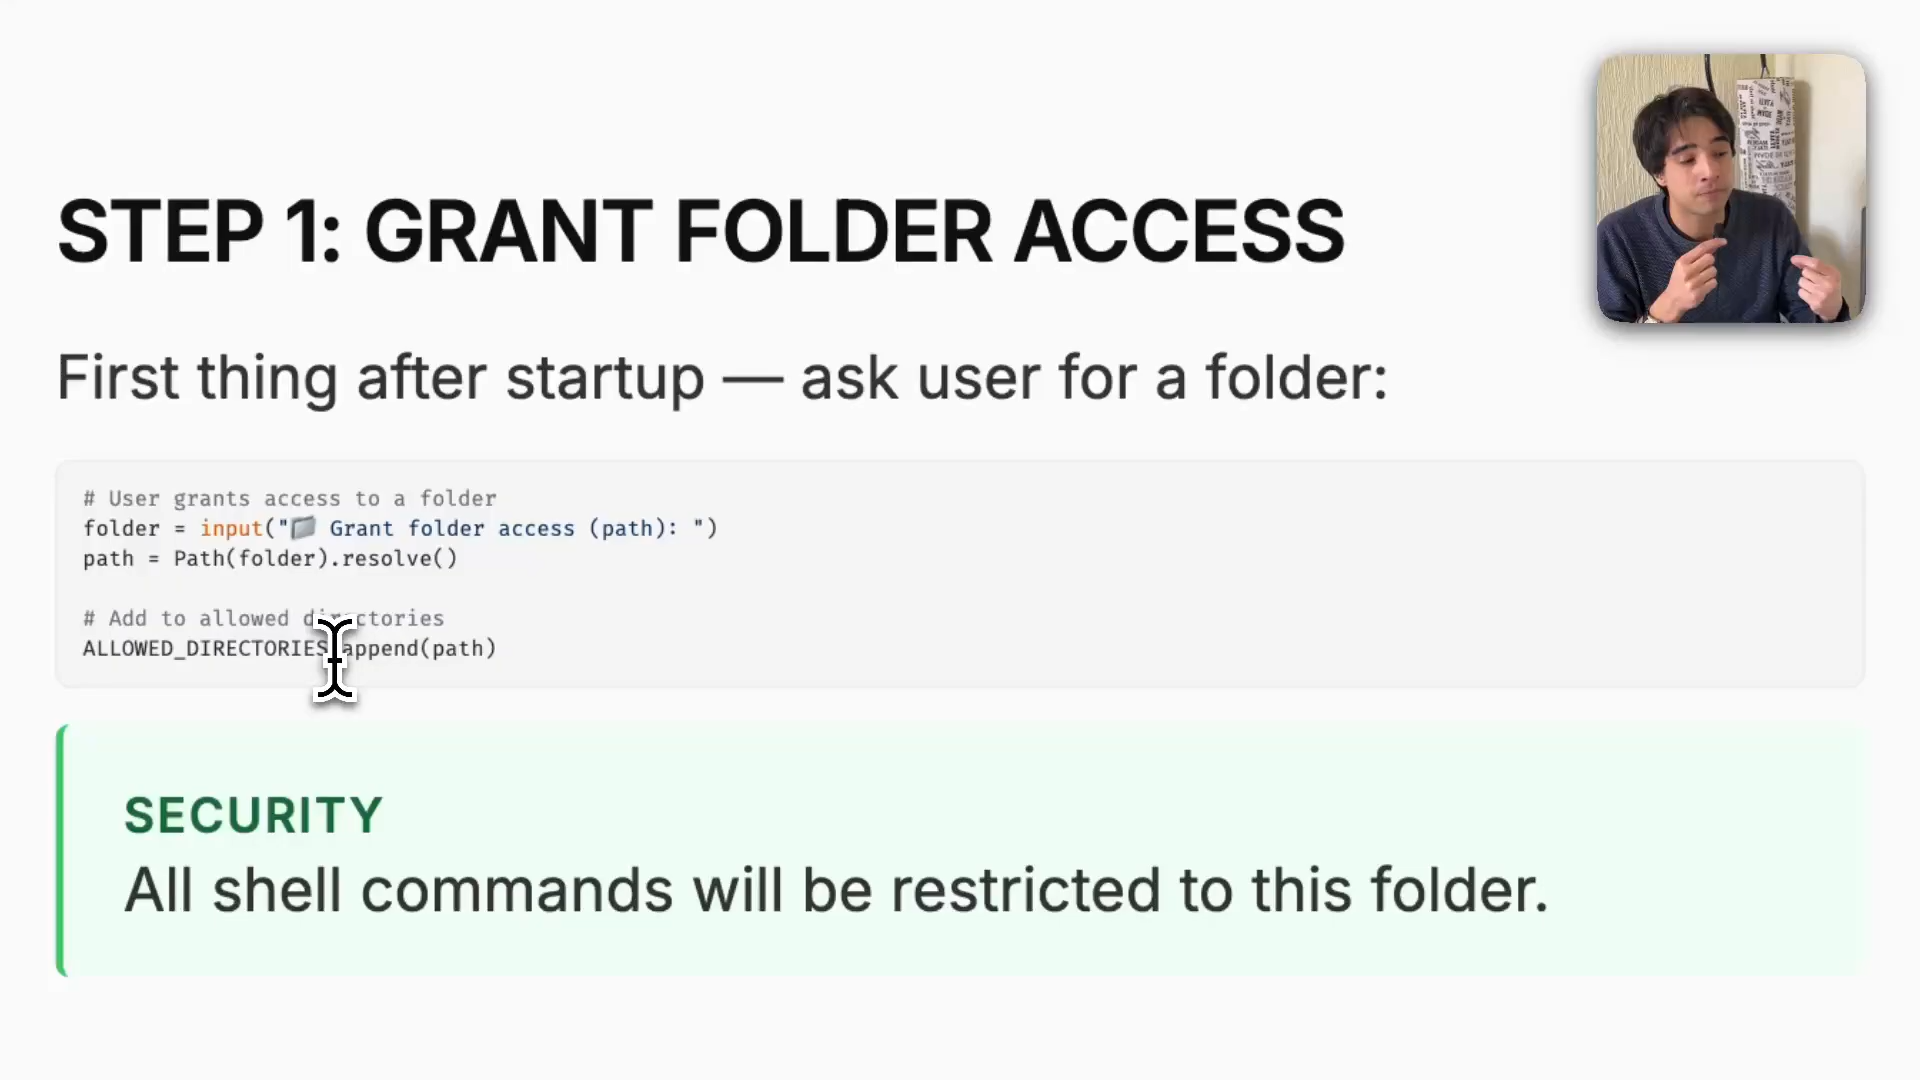 STEP 1: GRANT FOLDER ACCESS
First thing after startup — ask user for a folder:
# User grants access to a folder
folder = input("📁 Grant folder access (path): ")
path = Path(folder).resolve()
# Add to allowed directories
ALLOWED_DIRECTORIES.append(path)
SECURITY
All shell commands will be restricted to this folder.